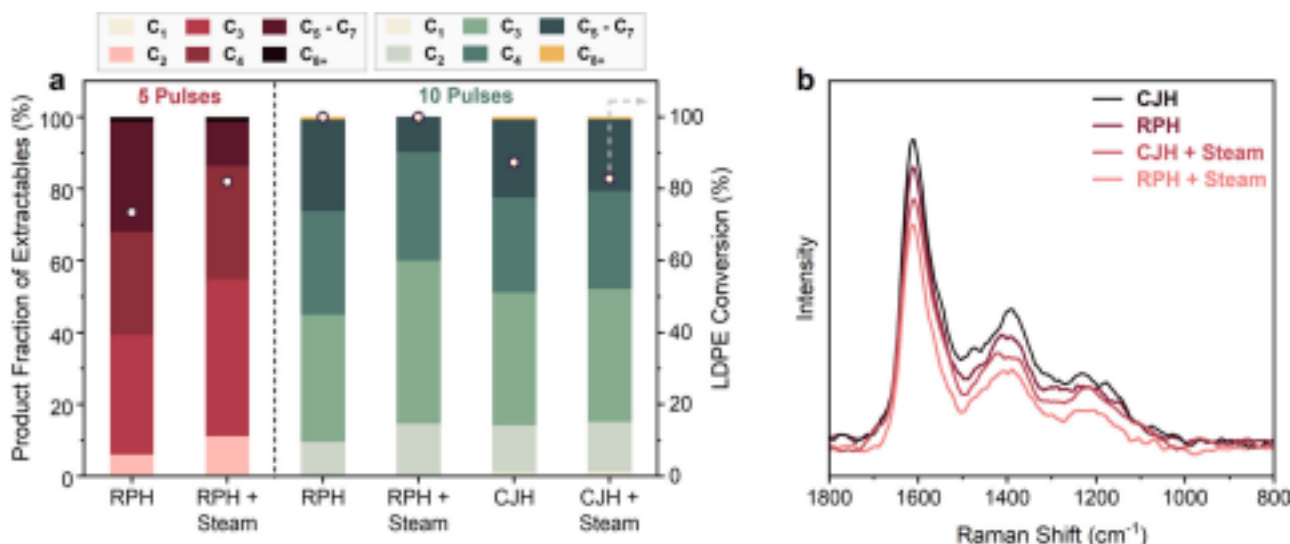 C₁ C₃ C₅ - C₇
C₂ C₄ C₈₊
C₁ C₃ C₅ - C₇
C₂ C₄ C₈₊
a
5 Pulses
10 Pulses
Product Fraction of Extractables (%)
100
80
60
40
20
0
LDPE Conversion (%)
100
80
60
40
20
0
RPH
RPH +
Steam
RPH
RPH +
Steam
CJH
CJH +
Steam
b
CJH
RPH
CJH + Steam
RPH + Steam
Intensity
1800 1600 1400 1200 1000 800
Raman Shift (cm⁻¹)